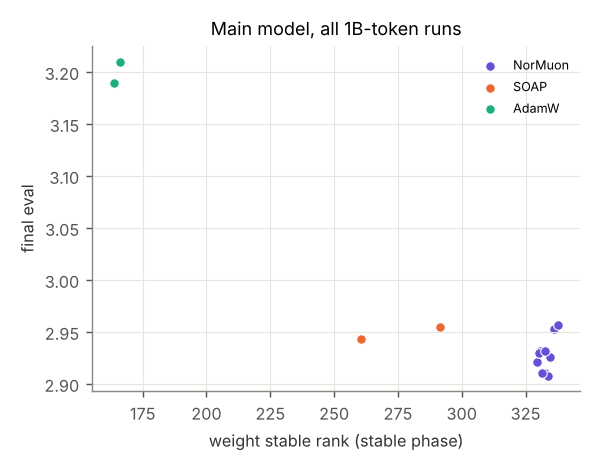 Main model, all 1B-token runs
NorMuon
SOAP
AdamW
3.20
3.15
3.10
3.05
3.00
2.95
2.90
final eval
175
200
225
250
275
300
325
weight stable rank (stable phase)